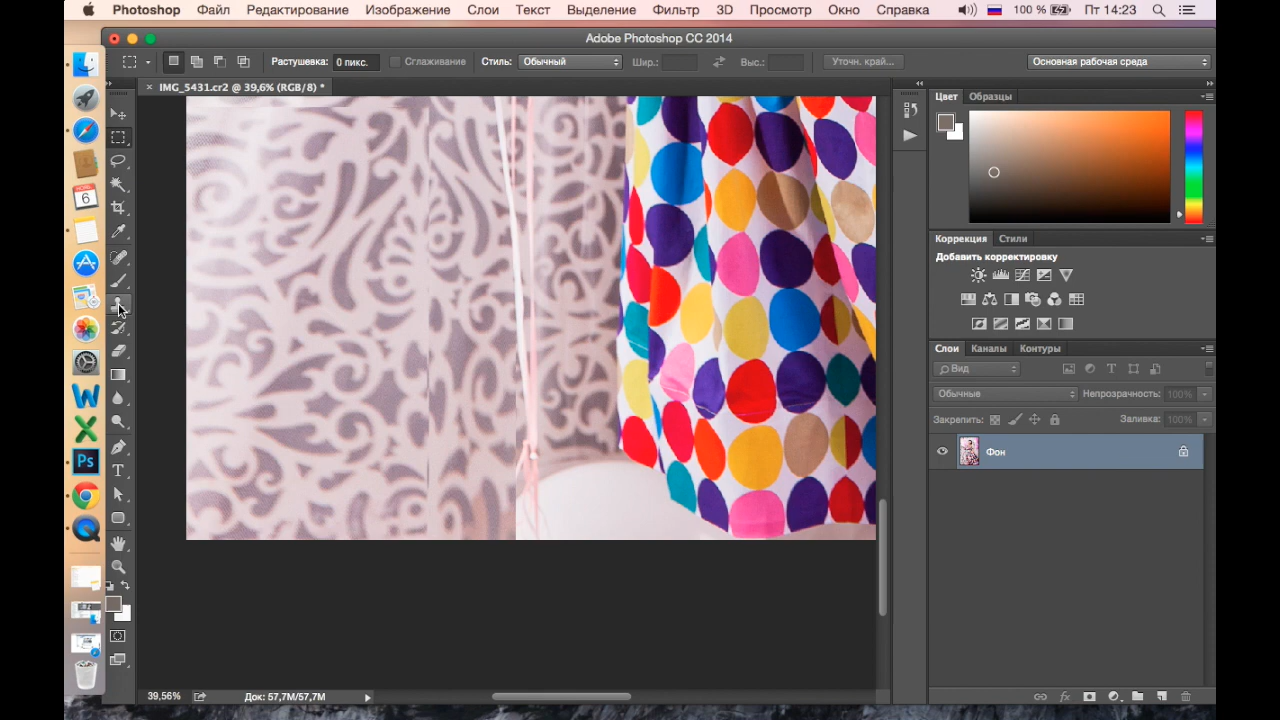 Photoshop Файл Редактирование Изображение Слои Текст Выделение Фильтр 3D Просмотр Окно Справка 100 % Пт 14:23
Adobe Photoshop CC 2014
Растушевка: 0 пикс. Сглаживание Стиль: Обычный Шир.: Выс.: Уточн. край... Основная рабочая среда
× IMG_5431.cr2 @ 39,6% (RGB/8) *
Цвет Образцы
Коррекция Стили
Добавить корректировку
Слои Каналы Контуры
Вид
Обычные Непрозрачность: 100%
Закрепить: Заливка: 100%
Фон
6
W
X
Ps
T
39,56% Док: 57,7M/57,7M
fx